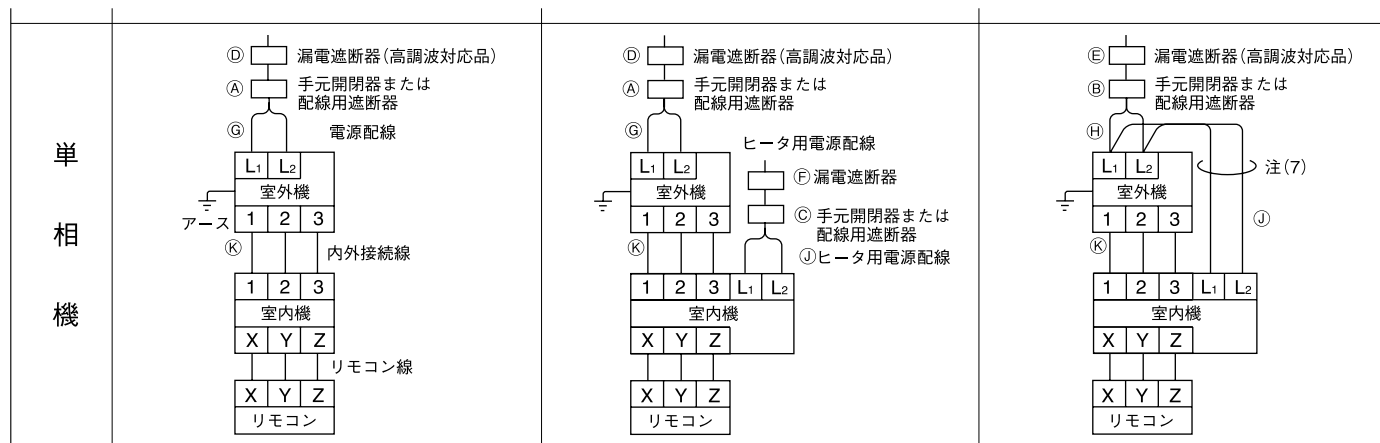 単
相
機
Ⓓ 漏電遮断器(高調波対応品)
Ⓐ 手元開閉器または
配線用遮断器
Ⓖ 電源配線
L1 L2
室外機
アース
1 2 3
Ⓚ 内外接続線
1 2 3
室内機
X Y Z
リモコン線
X Y Z
リモコン
Ⓓ 漏電遮断器(高調波対応品)
Ⓐ 手元開閉器または
配線用遮断器
Ⓖ
ヒータ用電源配線
L1 L2
室外機
Ⓕ漏電遮断器
1 2 3
Ⓒ 手元開閉器または
配線用遮断器
Ⓚ
Ⓙヒータ用電源配線
1 2 3 L1 L2
室内機
X Y Z
X Y Z
リモコン
Ⓔ 漏電遮断器(高調波対応品)
Ⓑ 手元開閉器または
配線用遮断器
Ⓗ
L1 L2
注(7)
室外機
1 2 3
Ⓙ
Ⓚ
1 2 3 L1 L2
室内機
X Y Z
X Y Z
リモコン